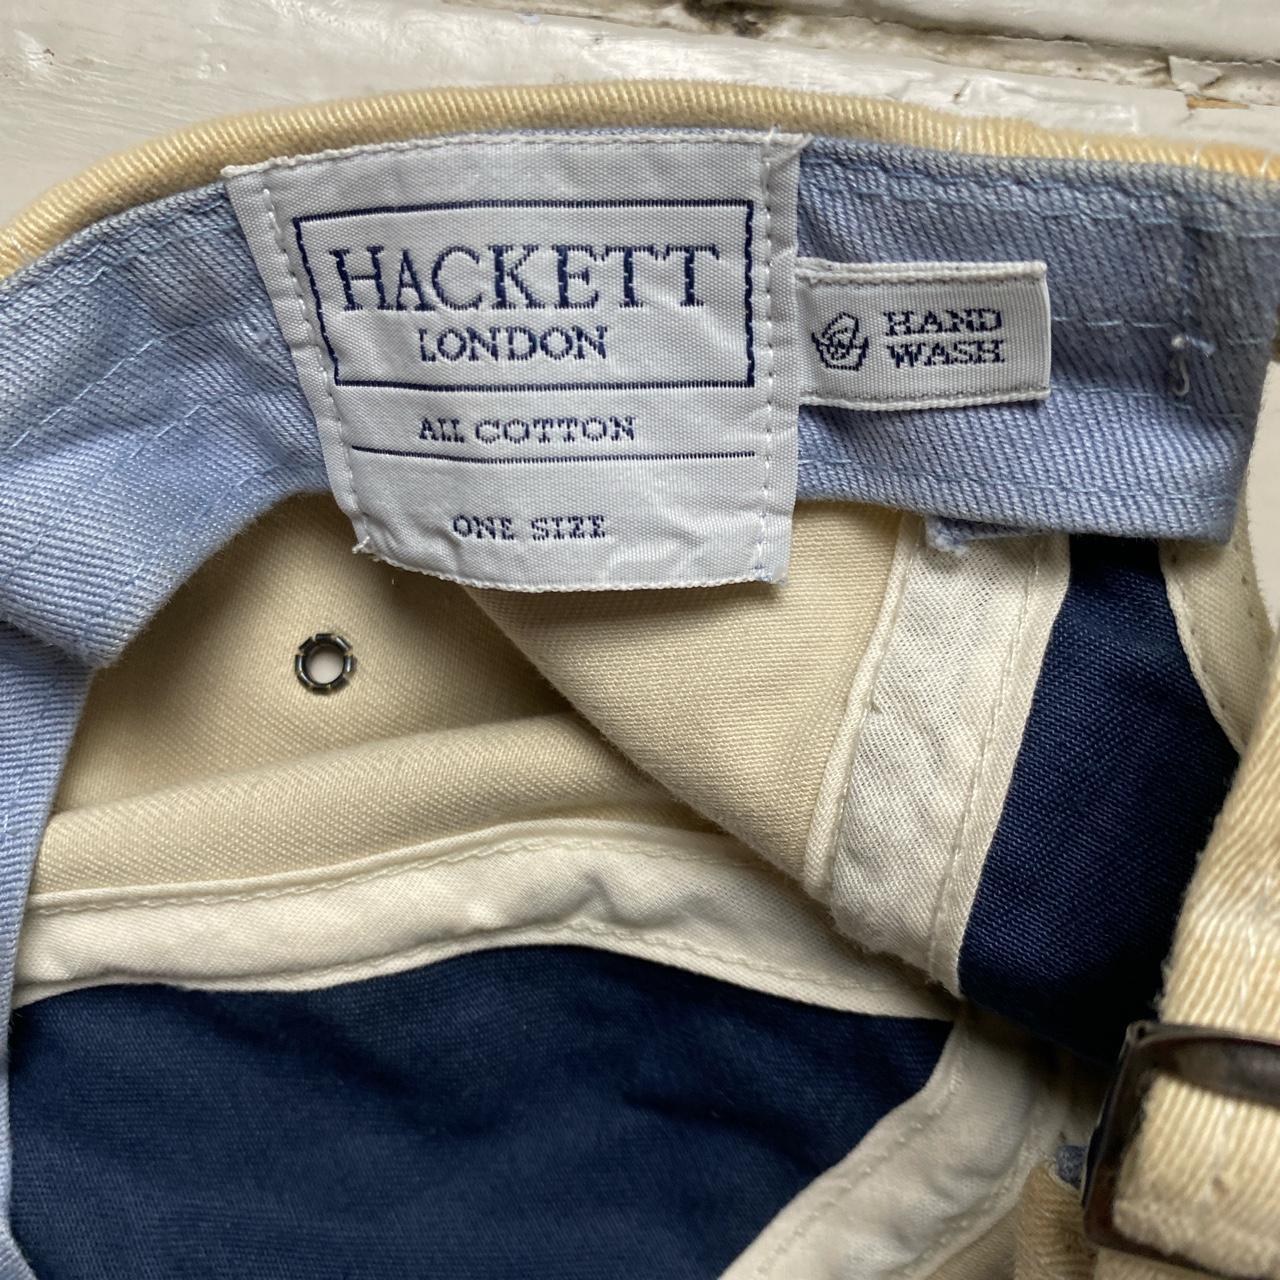 HACKETT
LONDON
ALL COTTON
ONE SIZE
HAND
WASH